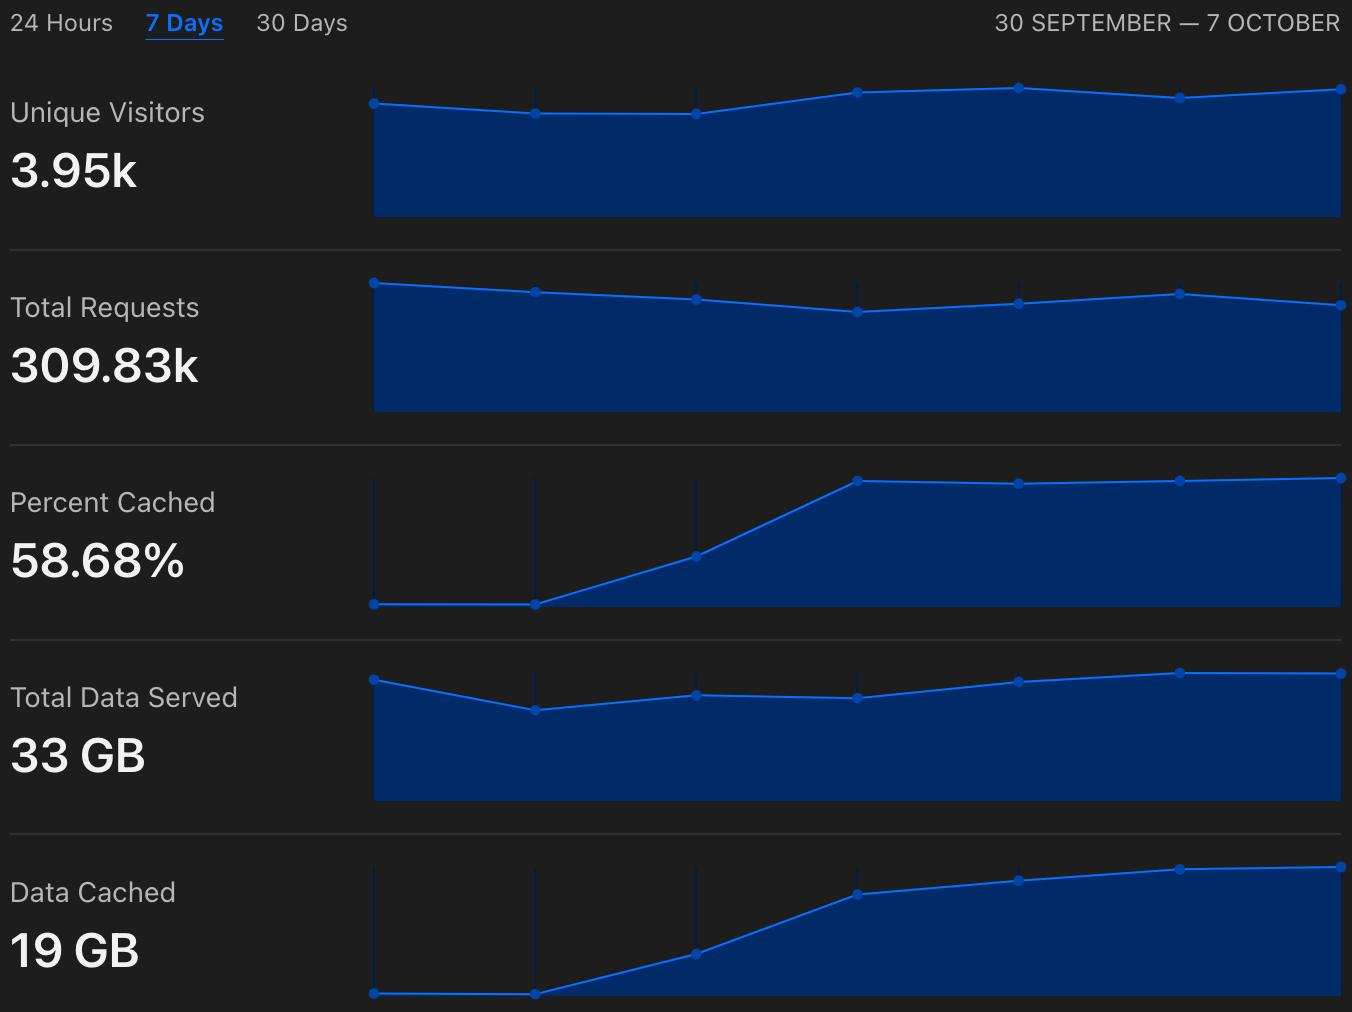 24 Hours 7 Days 30 Days 30 SEPTEMBER — 7 OCTOBER
Unique Visitors
3.95k
Total Requests
309.83k
Percent Cached
58.68%
Total Data Served
33 GB
Data Cached
19 GB